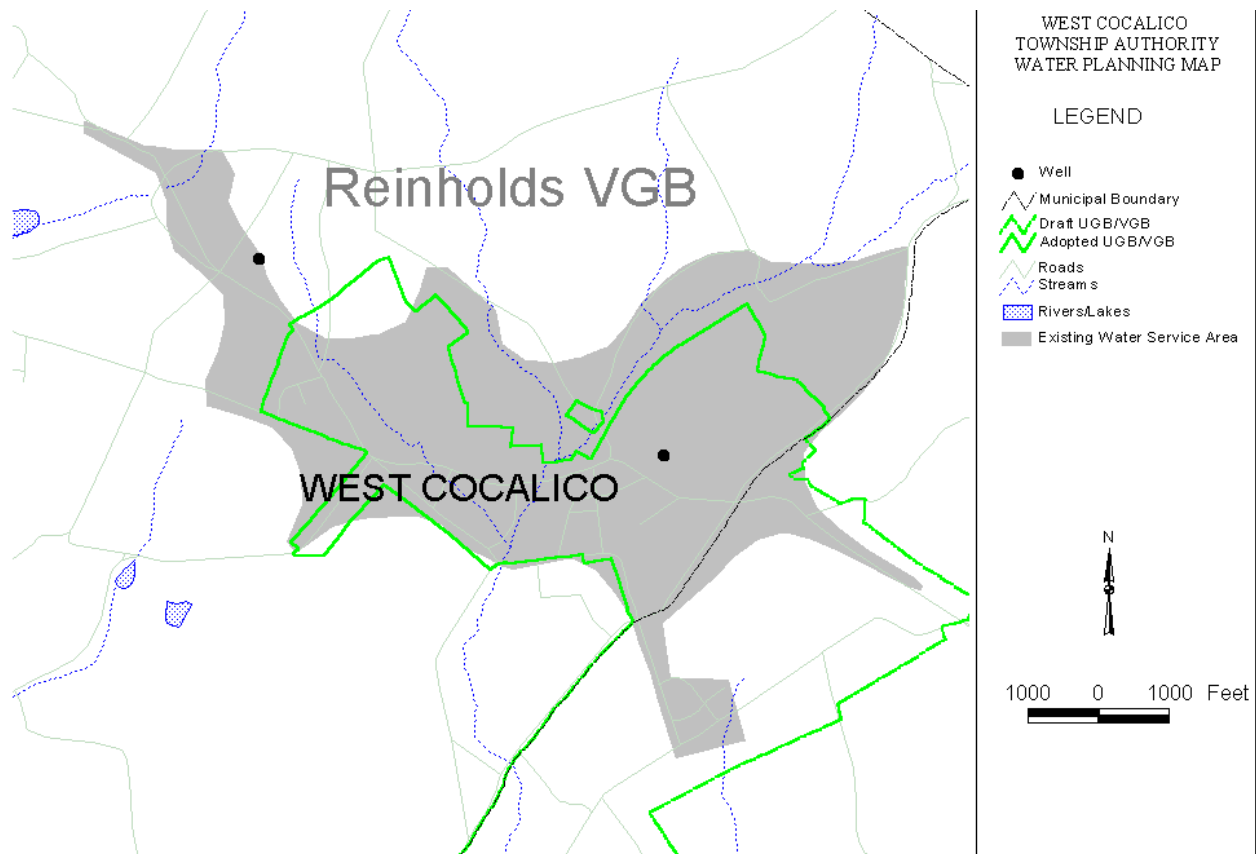 Reinholds VGB
WEST COCALICO
WEST COCALICO
TOWNSHIP AUTHORITY
WATER PLANNING MAP
LEGEND
Well
Municipal Boundary
Draft UGB/VGB
Adopted UGB/VGB
Roads
Streams
Rivers/Lakes
Existing Water Service Area
N
1000 0 1000 Feet